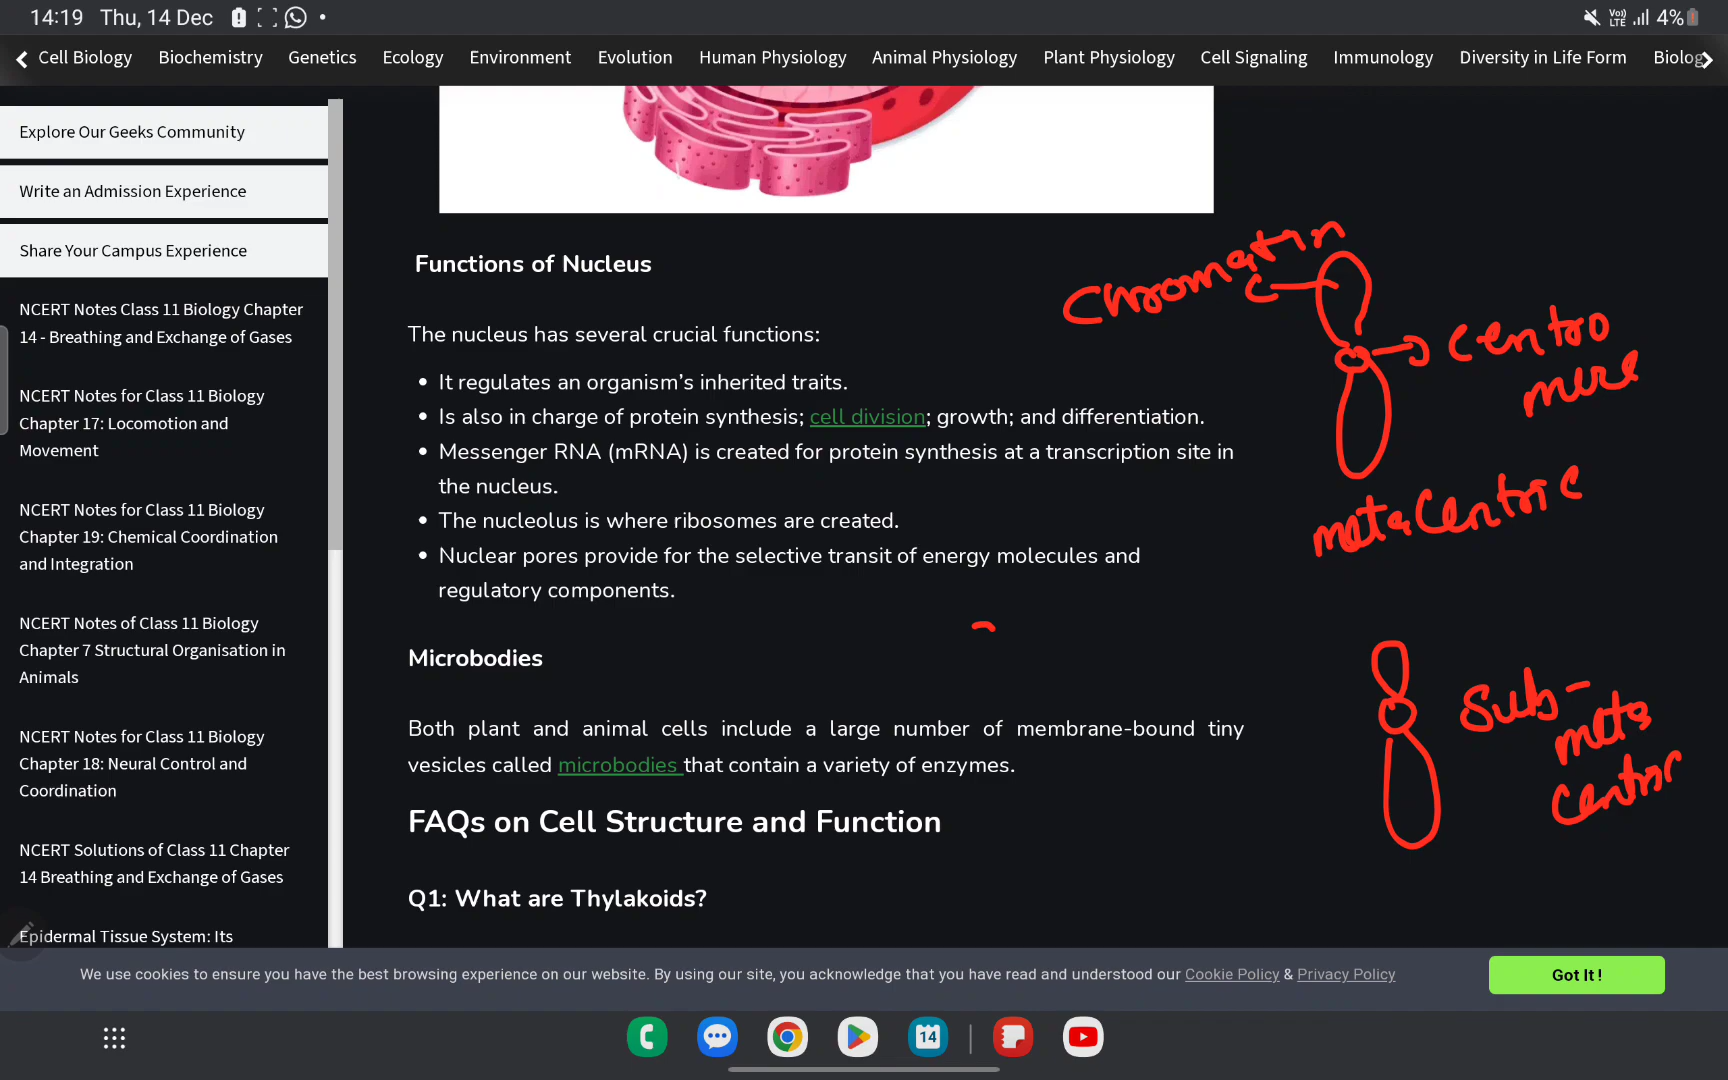 14:19 Thu, 14 Dec
4%
Cell Biology Biochemistry Genetics Ecology Environment Evolution Human Physiology Animal Physiology Plant Physiology Cell Signaling Immunology Diversity in Life Form Biolog
Explore Our Geeks Community
Write an Admission Experience
Share Your Campus Experience
NCERT Notes Class 11 Biology Chapter
14 - Breathing and Exchange of Gases
NCERT Notes for Class 11 Biology
Chapter 17: Locomotion and
Movement
NCERT Notes for Class 11 Biology
Chapter 19: Chemical Coordination
and Integration
NCERT Notes of Class 11 Biology
Chapter 7 Structural Organisation in
Animals
NCERT Notes for Class 11 Biology
Chapter 18: Neural Control and
Coordination
NCERT Solutions of Class 11 Chapter
14 Breathing and Exchange of Gases
Epidermal Tissue System: Its
Functions of Nucleus
The nucleus has several crucial functions:
• It regulates an organism's inherited traits.
• Is also in charge of protein synthesis; cell division; growth; and differentiation.
• Messenger RNA (mRNA) is created for protein synthesis at a transcription site in
the nucleus.
• The nucleolus is where ribosomes are created.
• Nuclear pores provide for the selective transit of energy molecules and
regulatory components.
Microbodies
Both plant and animal cells include a large number of membrane-bound tiny
vesicles called microbodies that contain a variety of enzymes.
FAQs on Cell Structure and Function
Q1: What are Thylakoids?
Chromatin
centro
mere
metacentric
Sub-
meta
centric
We use cookies to ensure you have the best browsing experience on our website. By using our site, you acknowledge that you have read and understood our Cookie Policy & Privacy Policy
Got It !
14